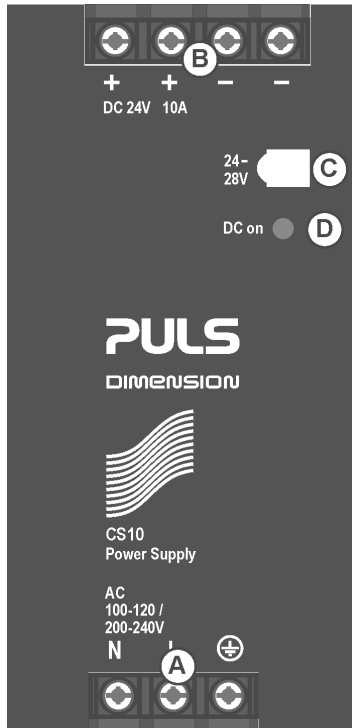 B
+ + − −
DC 24V 10A
24–
28V
C
DC on
D
PULS
DIMENSION
CS10
Power Supply
AC
100-120 /
200-240V
N
A